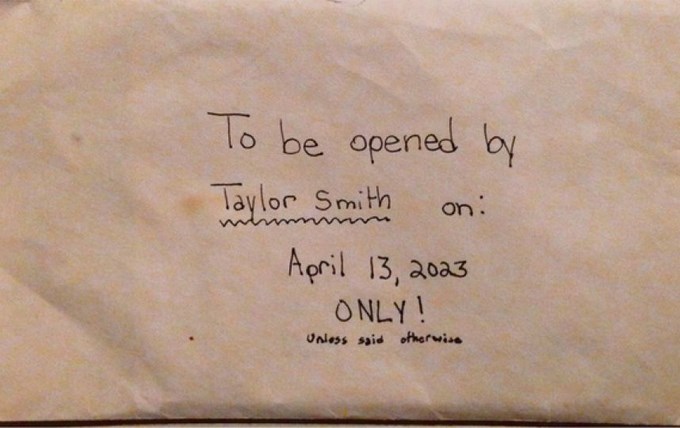 To be opened by
Taylor Smith on:
April 13, 2023
ONLY!
Unless said otherwise